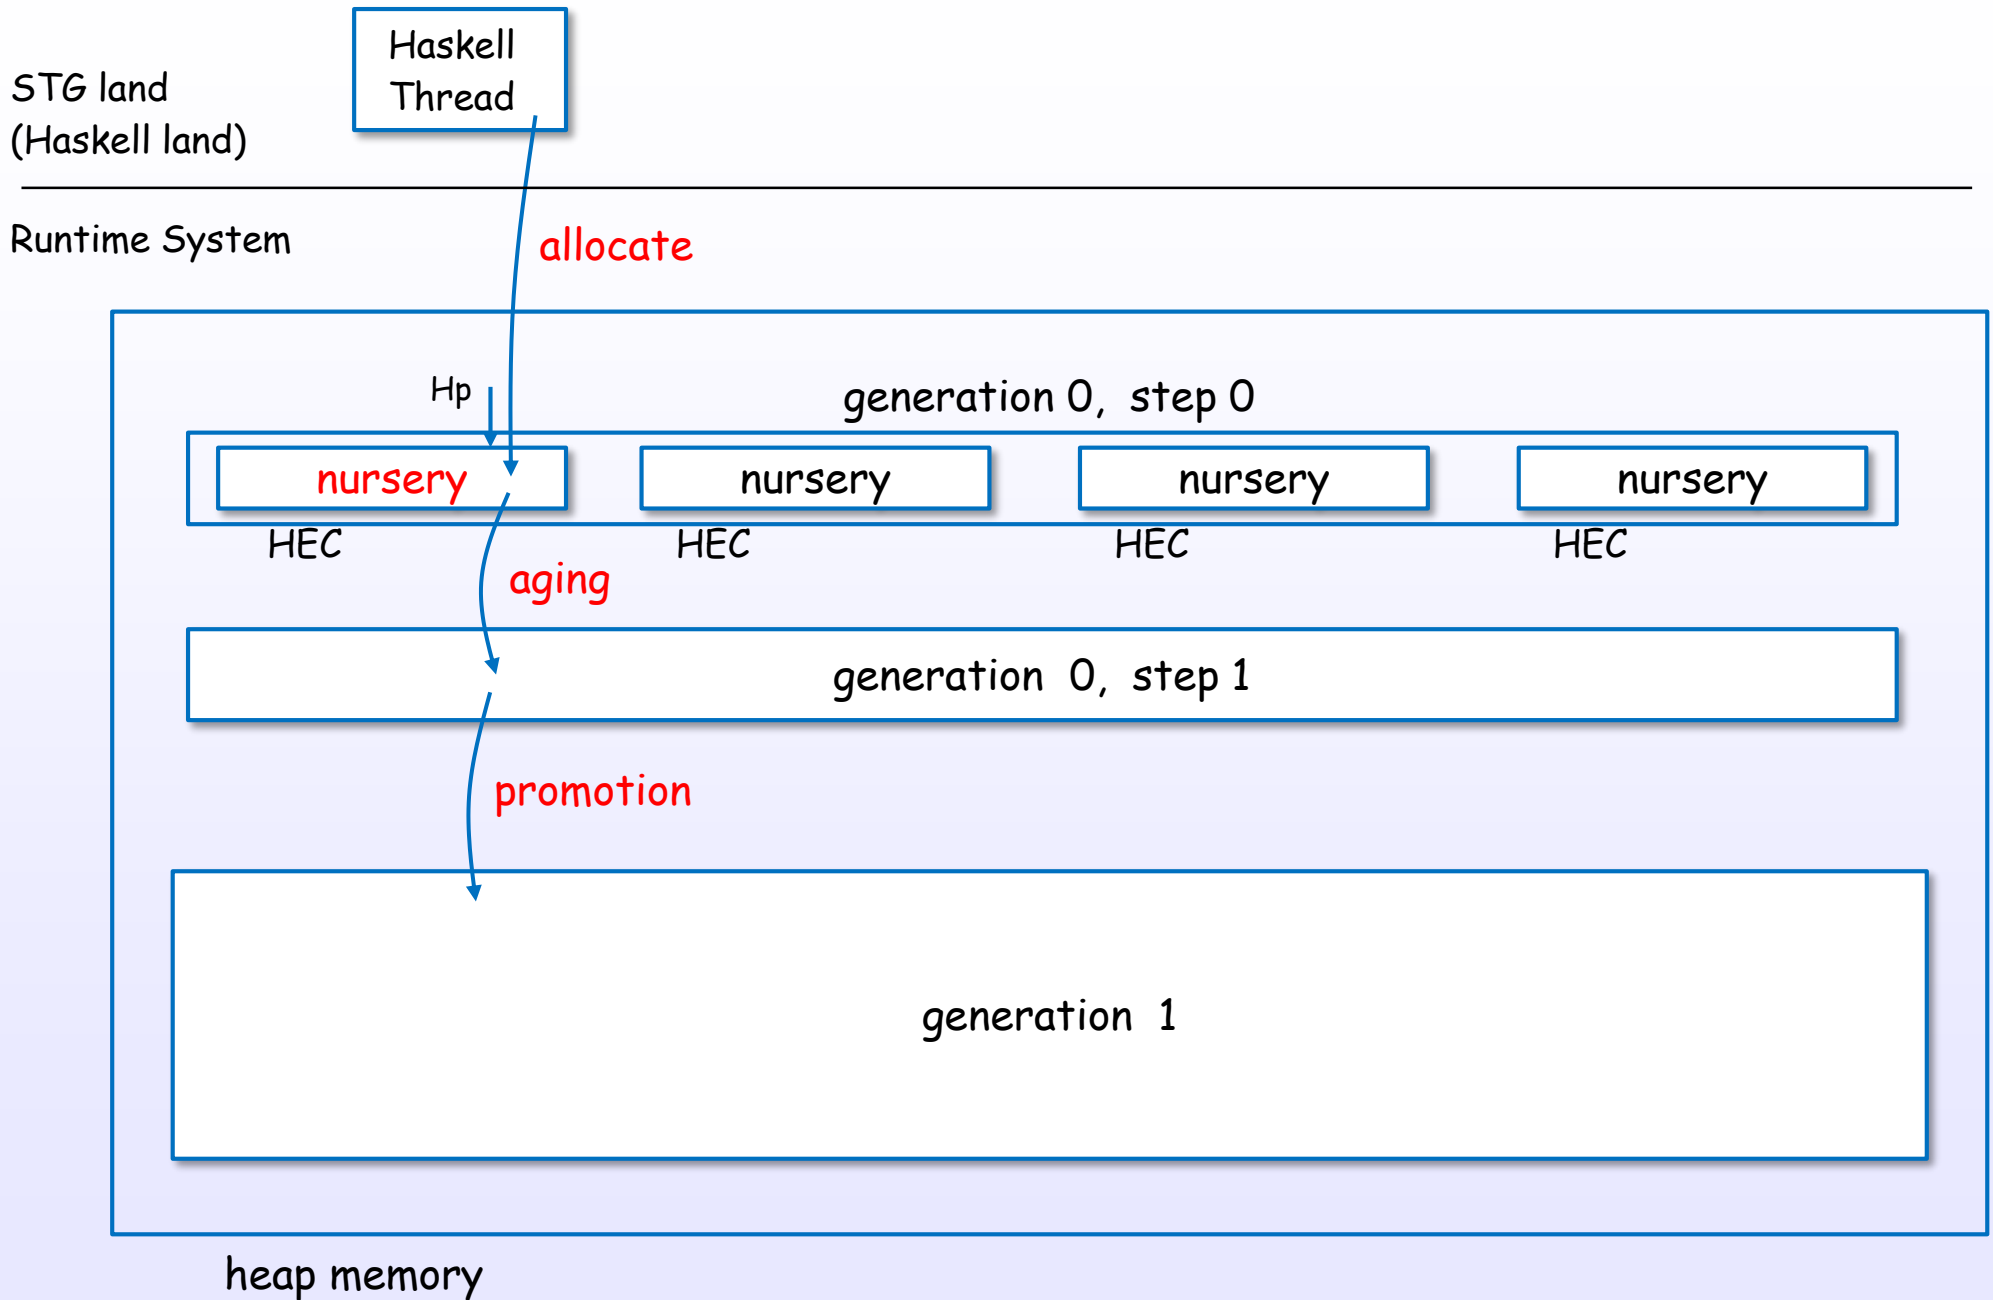 Haskell
Thread
STG land
(Haskell land)
Runtime System
allocate
Hp
generation 0, step 0
nursery
nursery
nursery
nursery
HEC
HEC
HEC
HEC
aging
generation 0, step 1
promotion
generation 1
heap memory